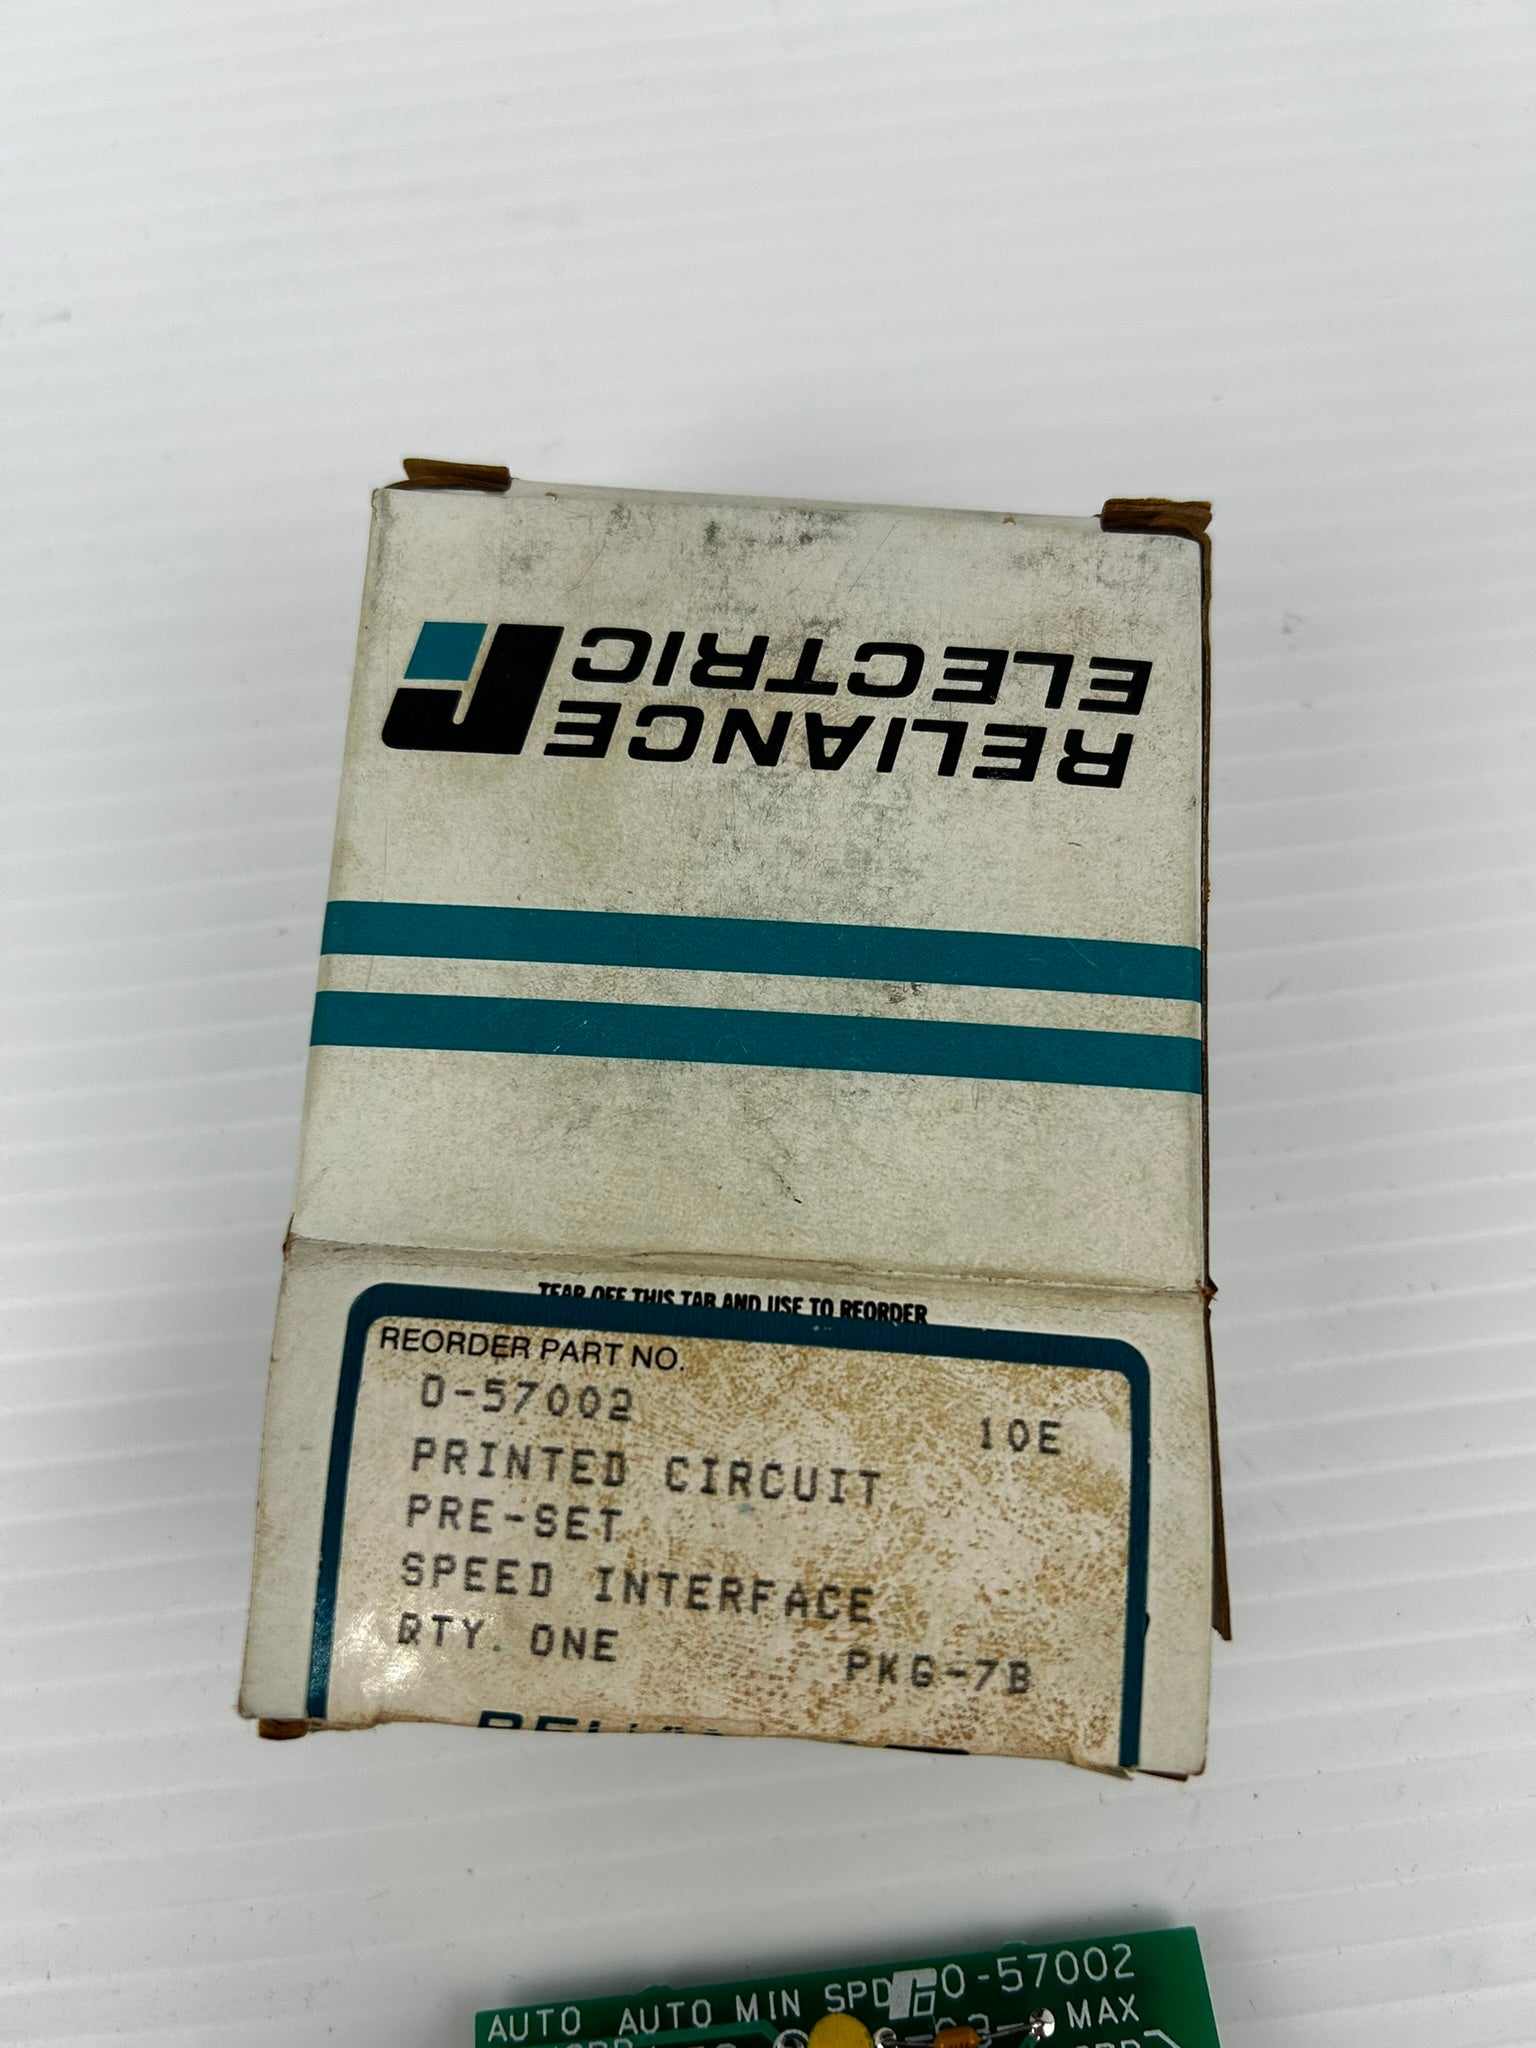 RELIANCE
ELECTRIC
TEAR OFF THIS TAB AND USE TO REORDER
REORDER PART NO.
0-57002
10E
PRINTED CIRCUIT
PRE-SET
SPEED INTERFACE
QTY. ONE
PKG-7B
0-57002
AUTO AUTO MIN SPD
MAX